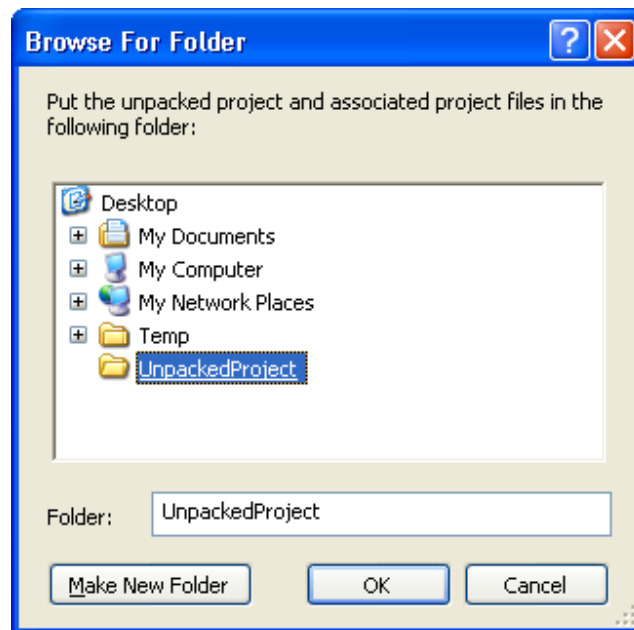 Browse For Folder
Put the unpacked project and associated project files in the
following folder:
Desktop
My Documents
My Computer
My Network Places
Temp
UnpackedProject
Folder: UnpackedProject
Make New Folder OK Cancel